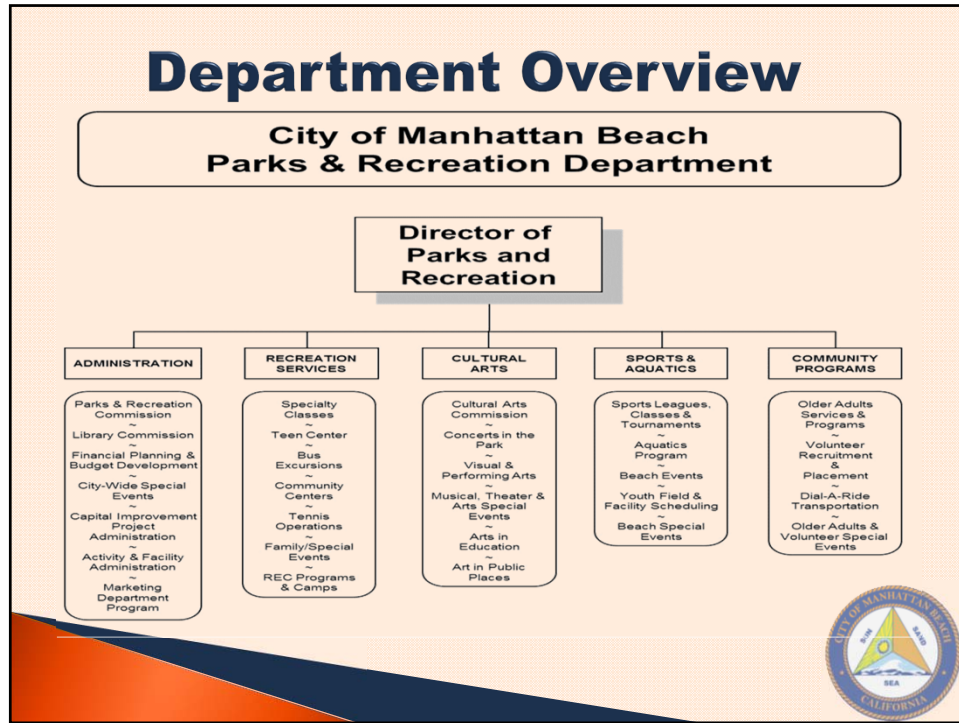 Department Overview
City of Manhattan Beach
Parks & Recreation Department
Director of
Parks and
Recreation
ADMINISTRATION
Parks & Recreation
Commission
~
Library Commission
~
Financial Planning &
Budget Development
~
City-Wide Special
Events
~
Capital Improvement
Project
Administration
~
Activity & Facility
Administration
~
Marketing
Department
Program
RECREATION
SERVICES
Specialty
Classes
~
Teen Center
~
Bus
Excursions
~
Community
Centers
~
Tennis
Operations
~
Family/Special
Events
~
REC Programs
& Camps
CULTURAL
ARTS
Cultural Arts
Commission
~
Concerts in the
Park
~
Visual &
Performing Arts
~
Musical, Theater &
Arts Special
Events
~
Arts in
Education
~
Art in Public
Places
SPORTS &
AQUATICS
Sports Leagues,
Classes &
Tournaments
~
Aquatics
Program
~
Beach Events
~
Youth Field &
Facility Scheduling
~
Beach Special
Events
COMMUNITY
PROGRAMS
Older Adults
Services &
Programs
~
Volunteer
Recruitment
&
Placement
~
Dial-A-Ride
Transportation
~
Older Adults &
Volunteer Special
Events
CITY OF MANHATTAN BEACH
SUN
SAND
SEA
CALIFORNIA